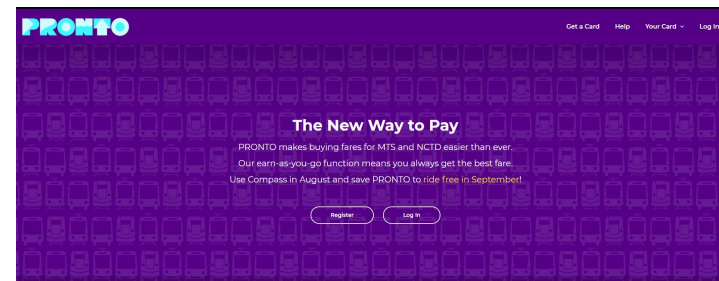 PRONTO
Get a Card Help Your Card Log In
The New Way to Pay
PRONTO makes buying fares for MTS and NCTD easier than ever.
Our earn-as-you-go function means you always get the best fare.
Use Compass in August and save PRONTO to ride free in September!
Register Log In